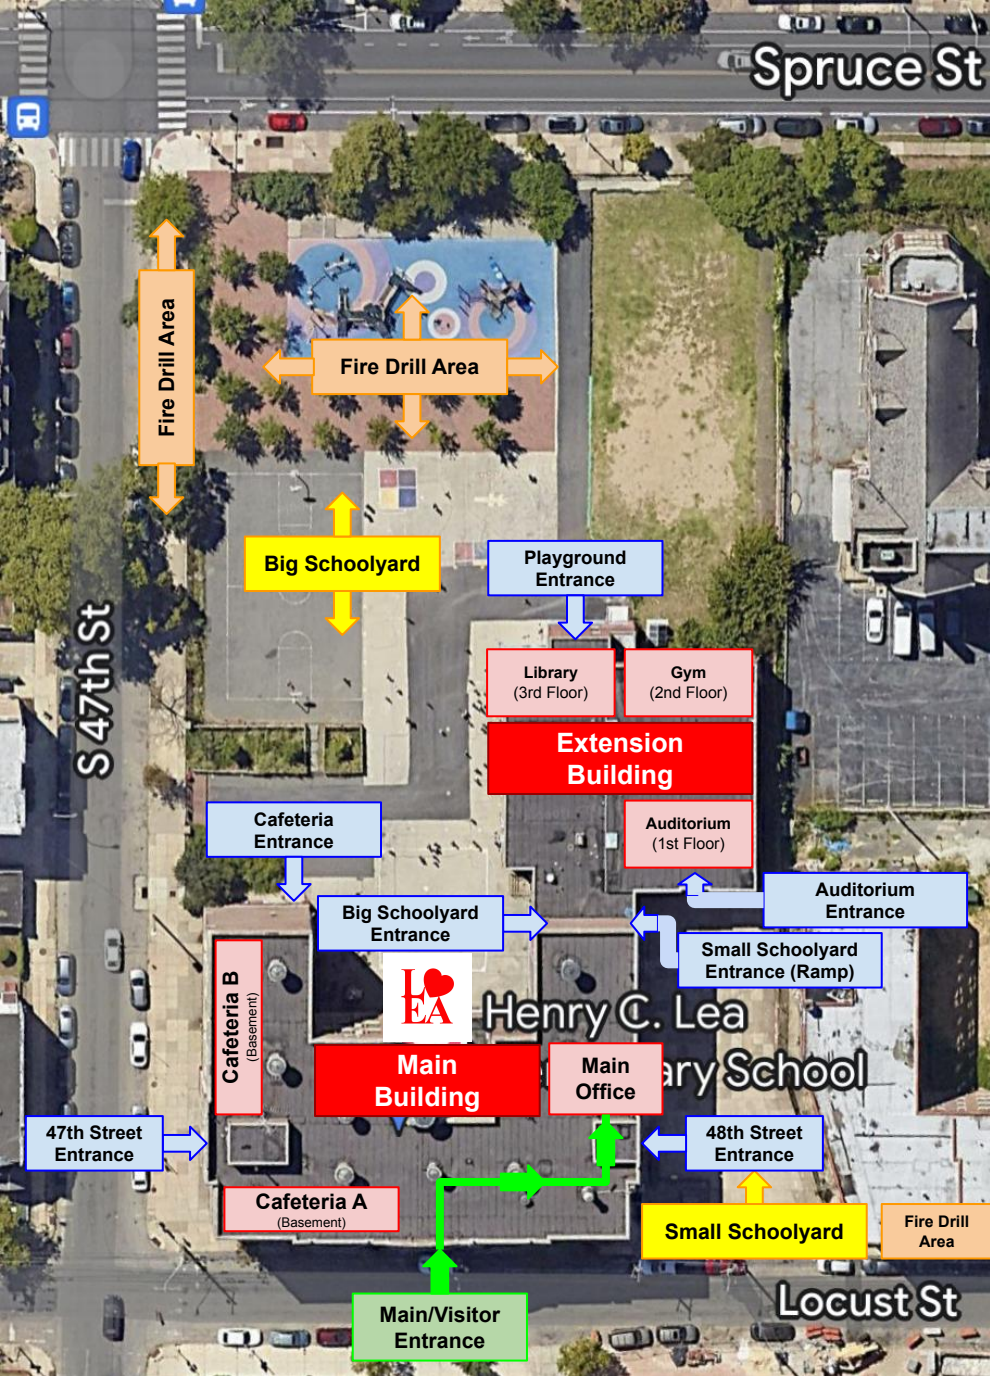 Spruce St
Fire Drill Area
Fire Drill Area
Big Schoolyard
Playground
Entrance
S 47th St
Library
(3rd Floor)
Gym
(2nd Floor)
Extension
Building
Cafeteria
Entrance
Auditorium
(1st Floor)
Auditorium
Entrance
Big Schoolyard
Entrance
Small Schoolyard
Entrance (Ramp)
Cafeteria B
(Basement)
L
EA
Henry C. Lea
ary School
Main
Building
Main
Office
47th Street
Entrance
48th Street
Entrance
Cafeteria A
(Basement)
Small Schoolyard
Fire Drill
Area
Locust St
Main/Visitor
Entrance